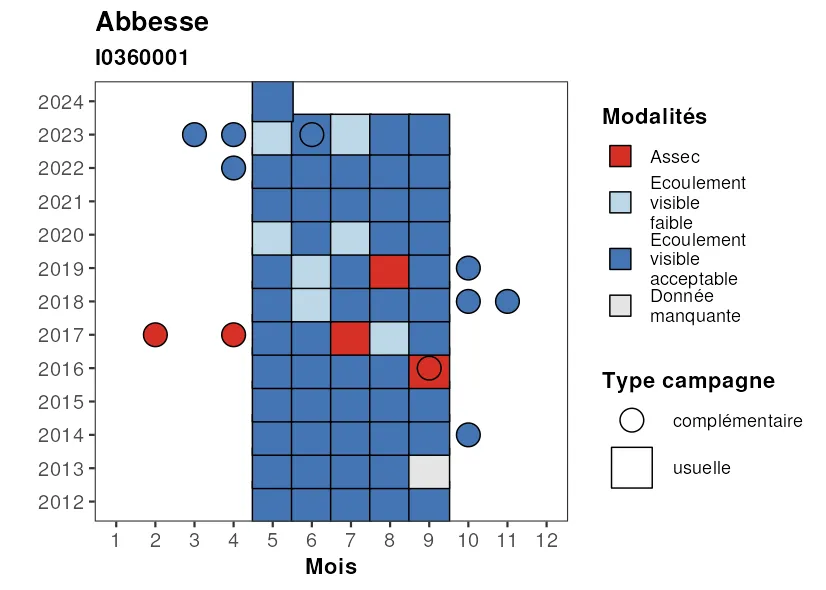 Abbesse
I0360001
2024
2023
2022
2021
2020
2019
2018
2017
2016
2015
2014
2013
2012
1 2 3 4 5 6 7 8 9 10 11 12
Mois
Modalités
Assec
Ecoulement
visible
faible
Ecoulement
visible
acceptable
Donnée
manquante
Type campagne
complémentaire
usuelle